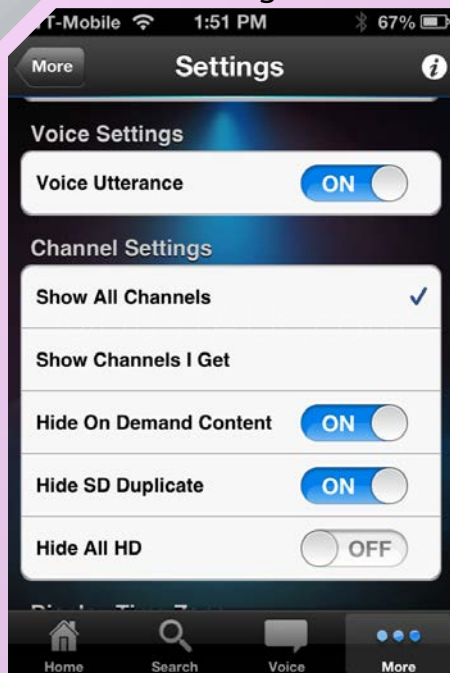 T-Mobile 1:51 PM 67%
More Settings i
Voice Settings
Voice Utterance ON
Channel Settings
Show All Channels
Show Channels I Get
Hide On Demand Content ON
Hide SD Duplicate ON
Hide All HD OFF
Home Search Voice More